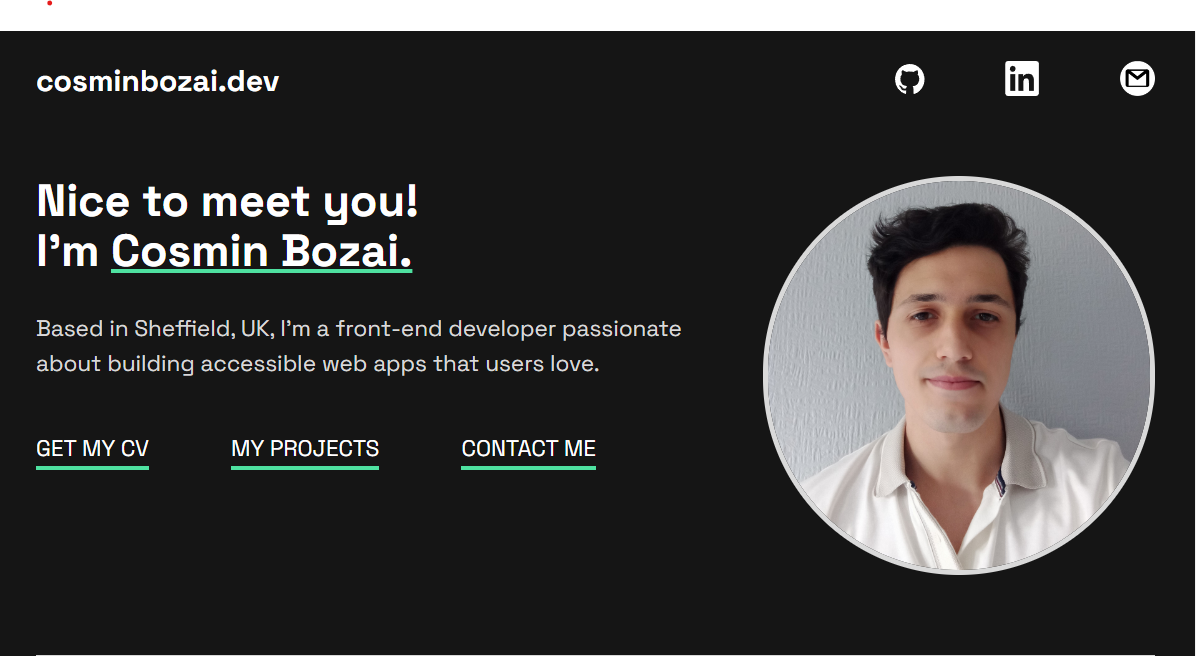 cosminbozai.dev
in
Nice to meet you!
I'm Cosmin Bozai.
Based in Sheffield, UK, I'm a front-end developer passionate
about building accessible web apps that users love.
GET MY CV MY PROJECTS CONTACT ME